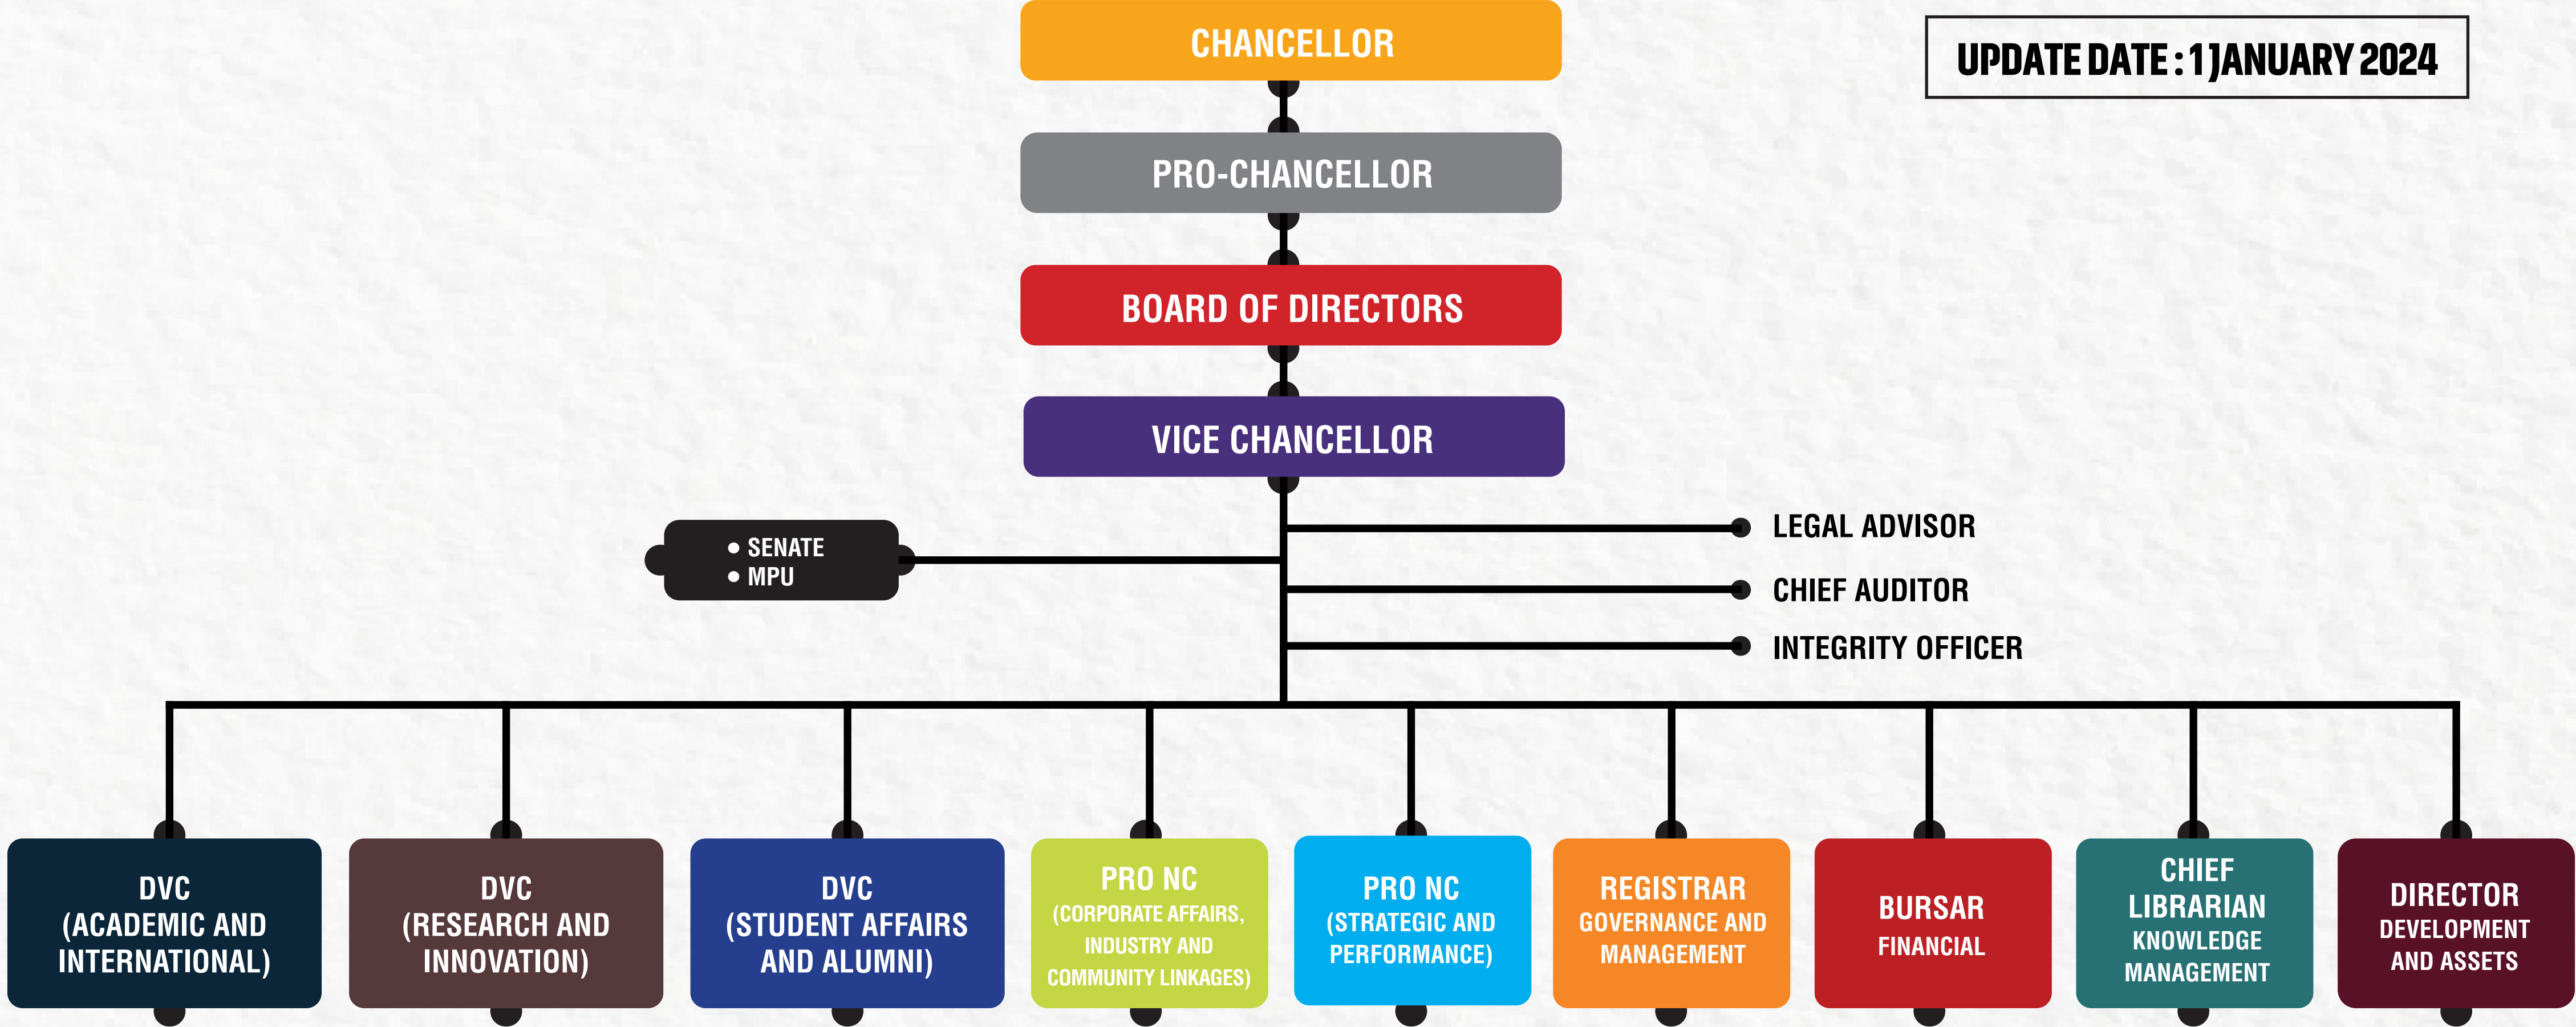 CHANCELLOR
UPDATE DATE : 1 JANUARY 2024
PRO-CHANCELLOR
BOARD OF DIRECTORS
VICE CHANCELLOR
• SENATE
• MPU
LEGAL ADVISOR
CHIEF AUDITOR
INTEGRITY OFFICER
DVC
(ACADEMIC AND
INTERNATIONAL)
DVC
(RESEARCH AND
INNOVATION)
DVC
(STUDENT AFFAIRS
AND ALUMNI)
PRO NC
(CORPORATE AFFAIRS,
INDUSTRY AND
COMMUNITY LINKAGES)
PRO NC
(STRATEGIC AND
PERFORMANCE)
REGISTRAR
GOVERNANCE AND
MANAGEMENT
BURSAR
FINANCIAL
CHIEF
LIBRARIAN
KNOWLEDGE
MANAGEMENT
DIRECTOR
DEVELOPMENT
AND ASSETS